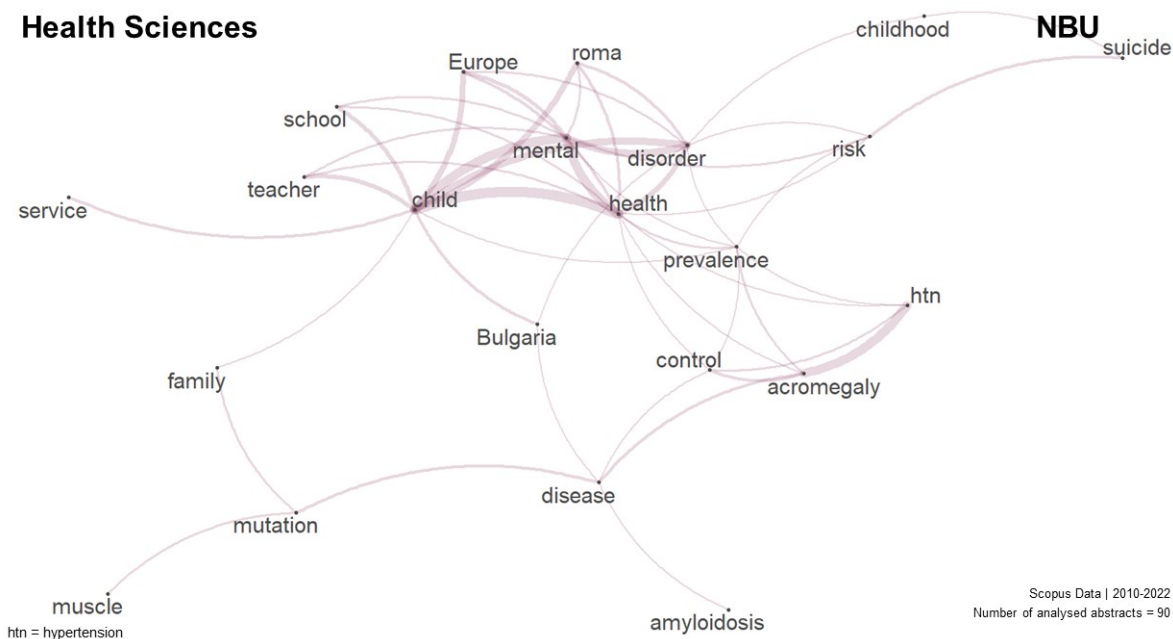 Health Sciences
NBU
childhood
suicide
roma
Europe
school
mental
disorder
risk
teacher
child
health
service
prevalence
htn
Bulgaria
control
acromegaly
family
disease
mutation
muscle
amyloidosis
Scopus Data | 2010-2022
Number of analysed abstracts = 90
htn = hypertension